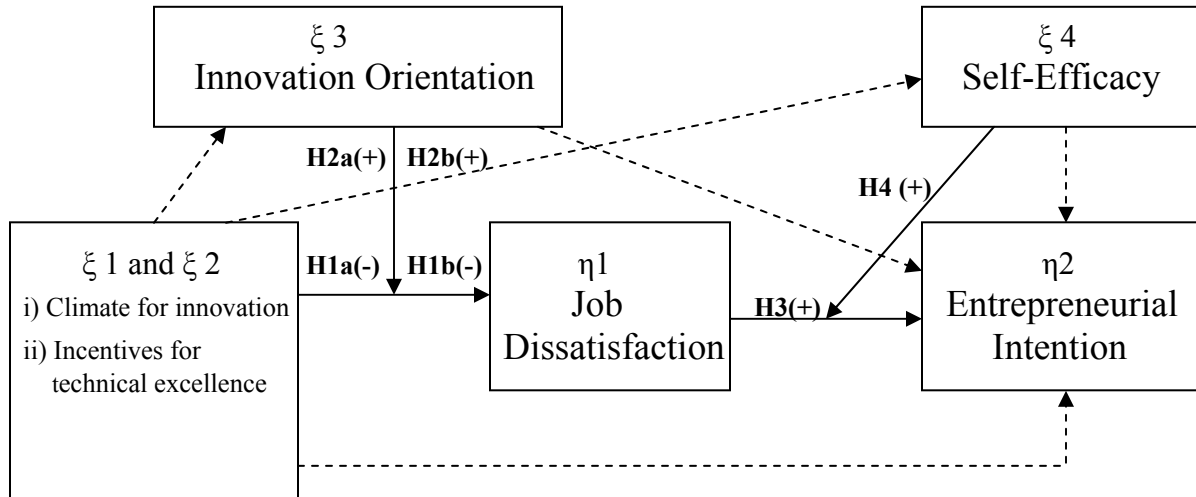 ξ 3
Innovation Orientation
ξ 4
Self-Efficacy
H2a(+) H2b(+)
H4 (+)
ξ 1 and ξ 2
i) Climate for innovation
ii) Incentives for
technical excellence
H1a(-) H1b(-)
η1
Job
Dissatisfaction
H3(+)
η2
Entrepreneurial
Intention